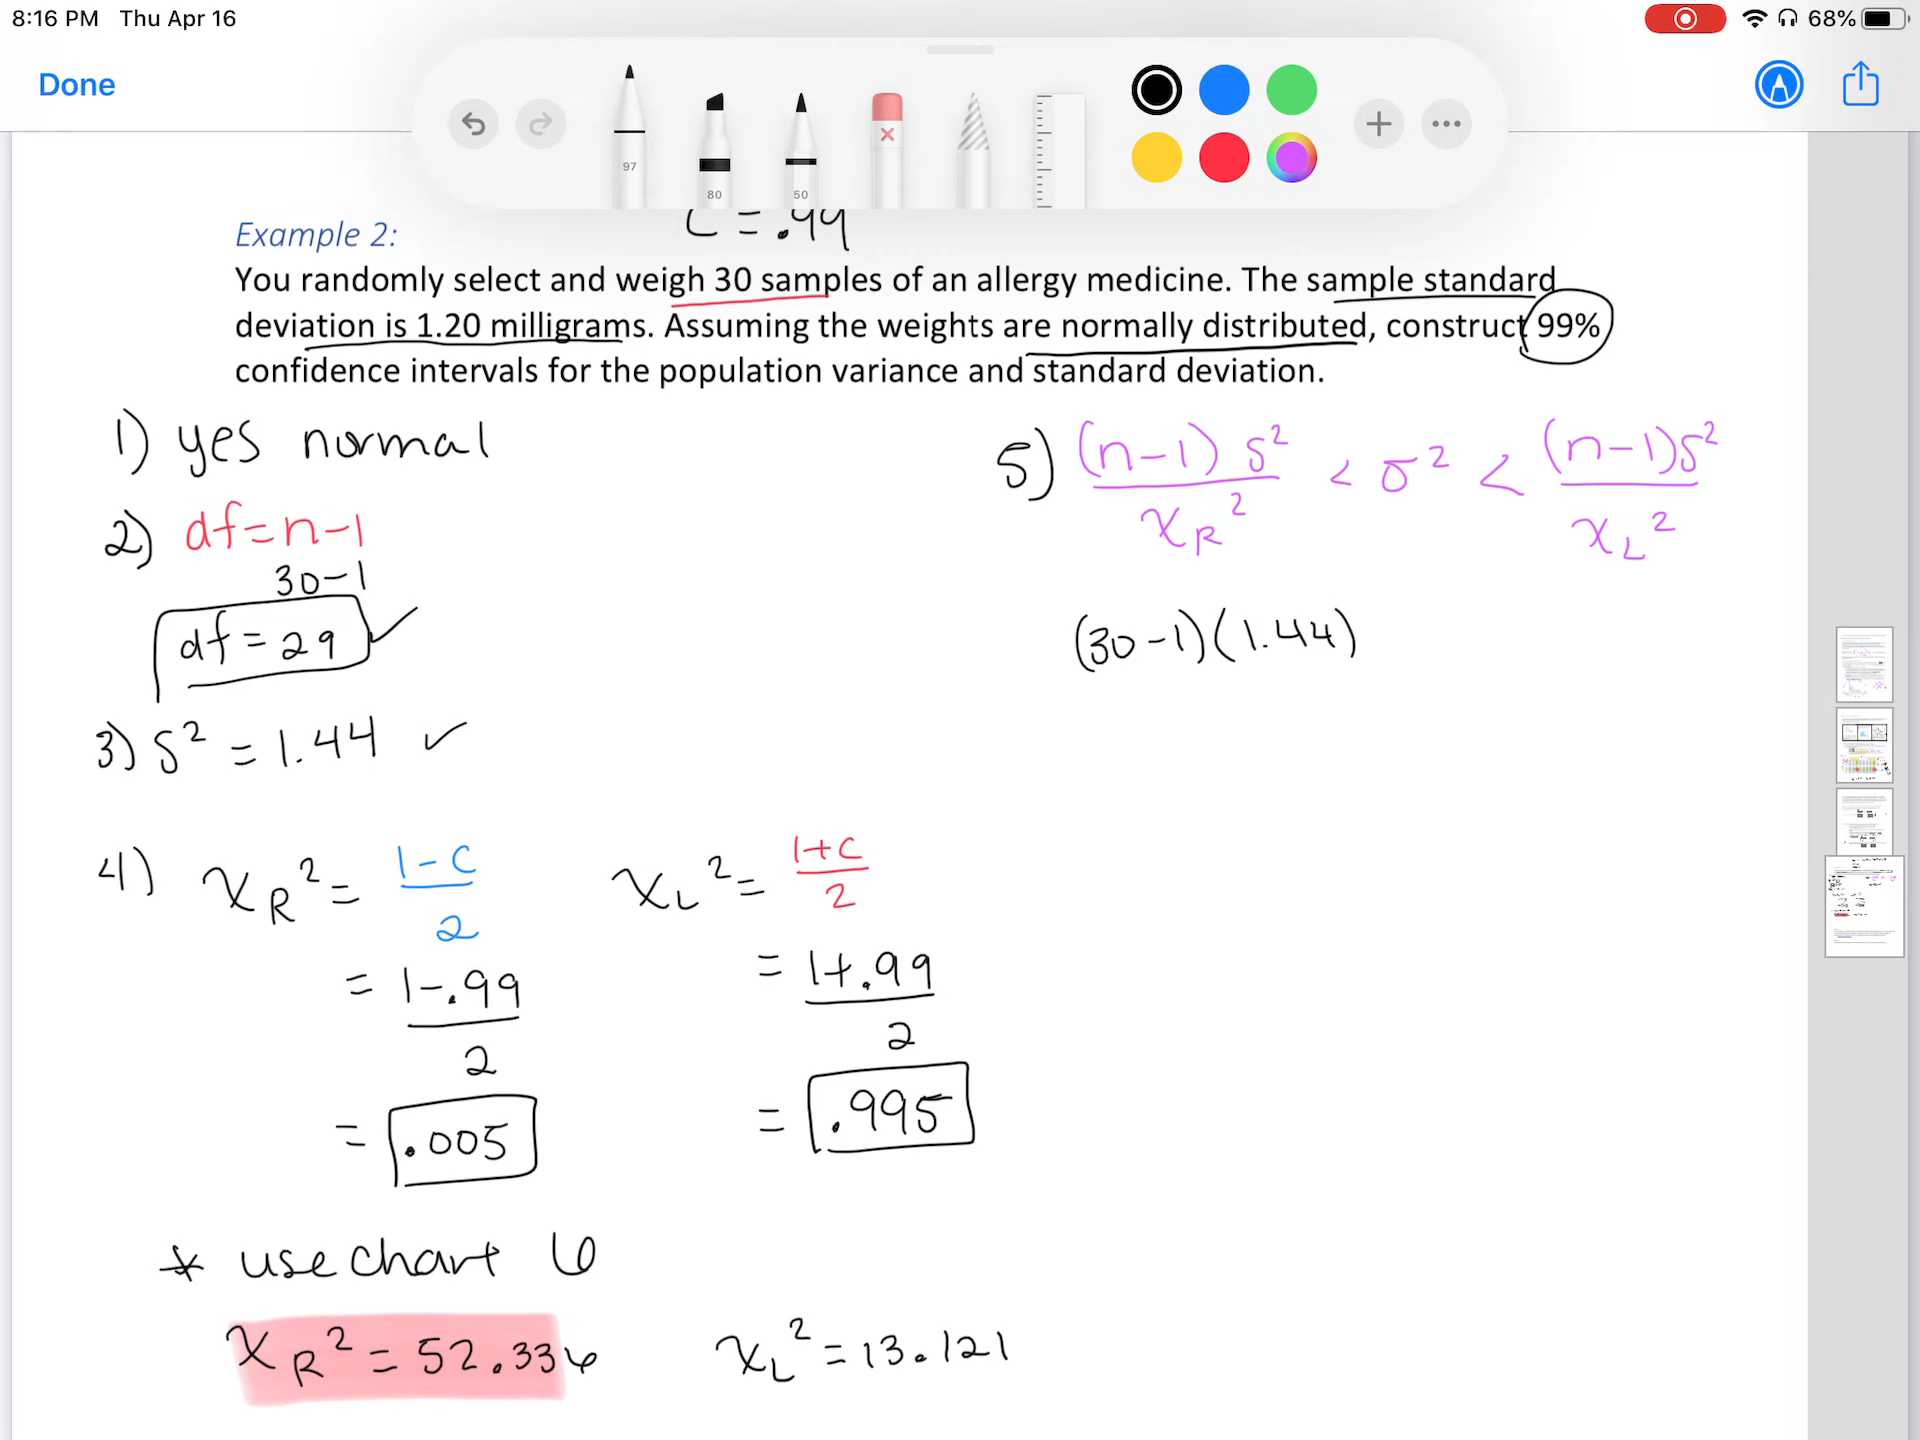 8:16 PM Thu Apr 16
68%
Done
97
80
50
C = .99
Example 2:
You randomly select and weigh 30 samples of an allergy medicine. The sample standard
deviation is 1.20 milligrams. Assuming the weights are normally distributed, construct 99%
confidence intervals for the population variance and standard deviation.
1) yes normal
2) df=n-1
30-1
df = 29 ✓
3) S² = 1.44 ✓
4) χR² = 1-c
2
= 1-.99
2
= .005
χL² = 1+c
2
= 1+.99
2
= .995
* use chart 6
χR² = 52.336
χL² = 13.121
5) (n-1) S² < σ² < (n-1)S²
χR² χL²
(30-1)(1.44)